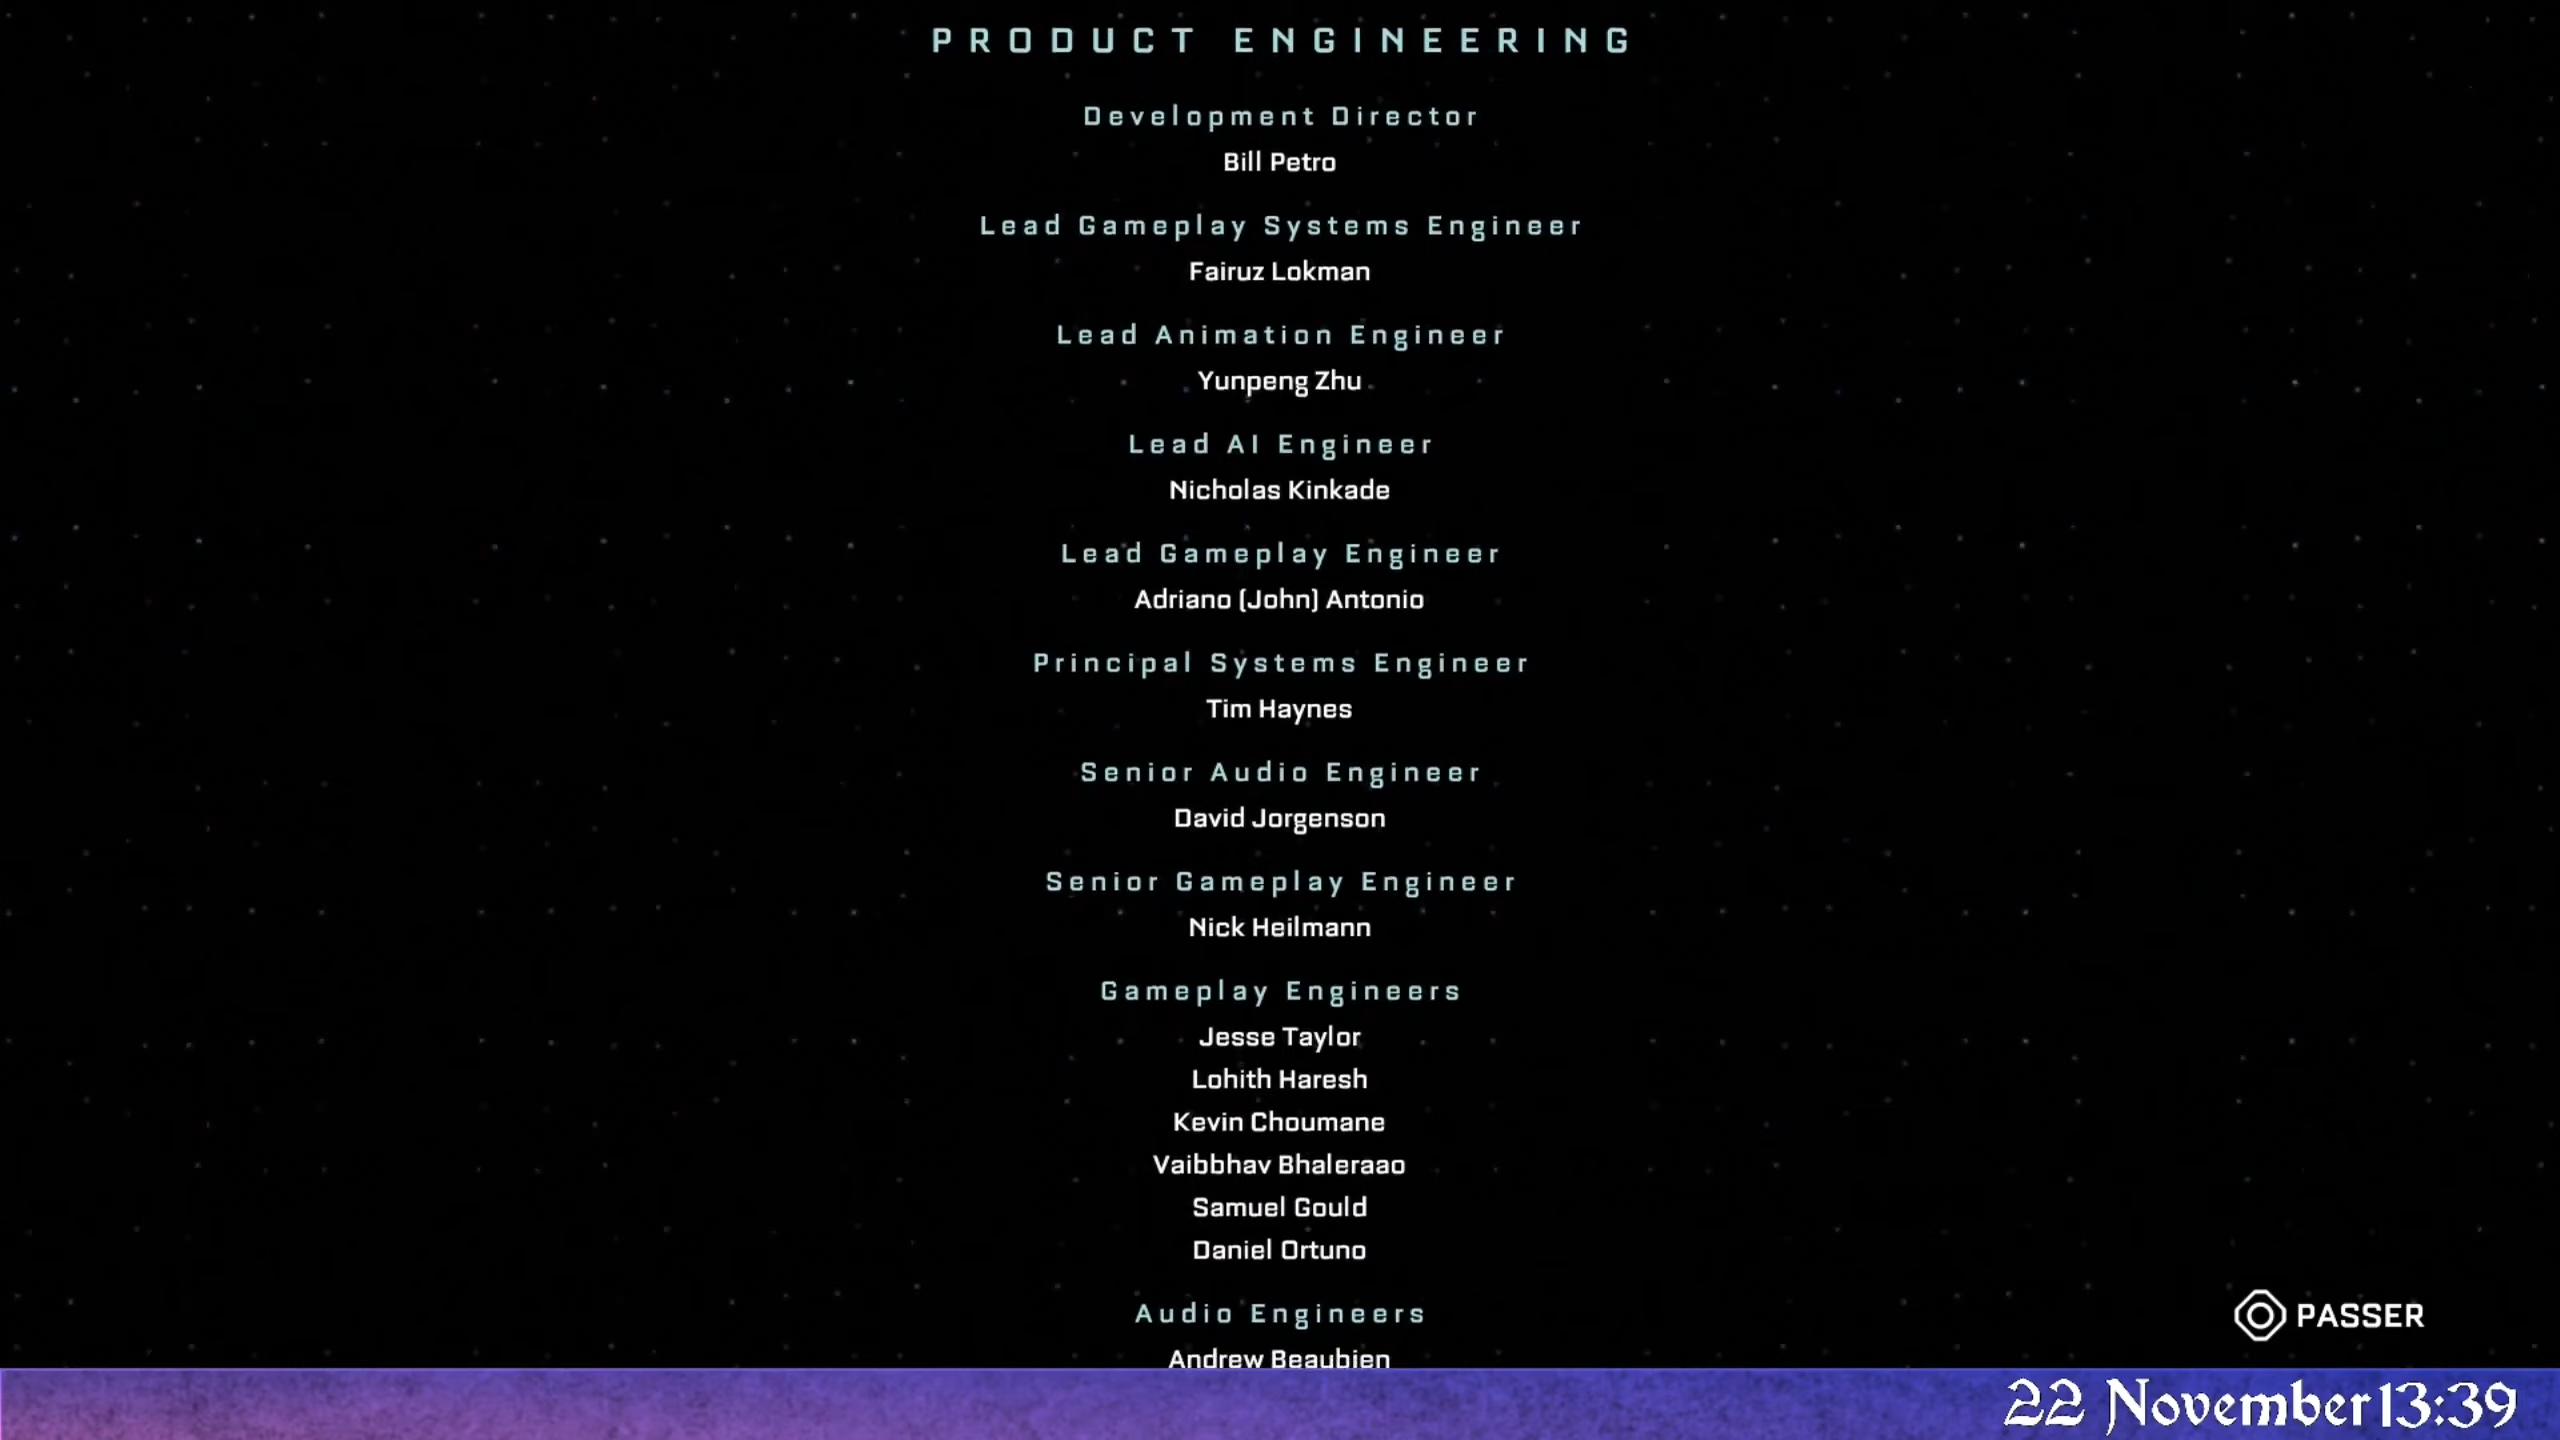 PRODUCT ENGINEERING
Development Director
Bill Petro
Lead Gameplay Systems Engineer
Fairuz Lokman
Lead Animation Engineer
Yunpeng Zhu
Lead AI Engineer
Nicholas Kinkade
Lead Gameplay Engineer
Adriano (John) Antonio
Principal Systems Engineer
Tim Haynes
Senior Audio Engineer
David Jorgenson
Senior Gameplay Engineer
Nick Heilmann
Gameplay Engineers
Jesse Taylor
Lohith Haresh
Kevin Choumane
Vaibbhav Bhaleraao
Samuel Gould
Daniel Ortuno
Audio Engineers
Andrew Beaubien
PASSER
22 November 13:39